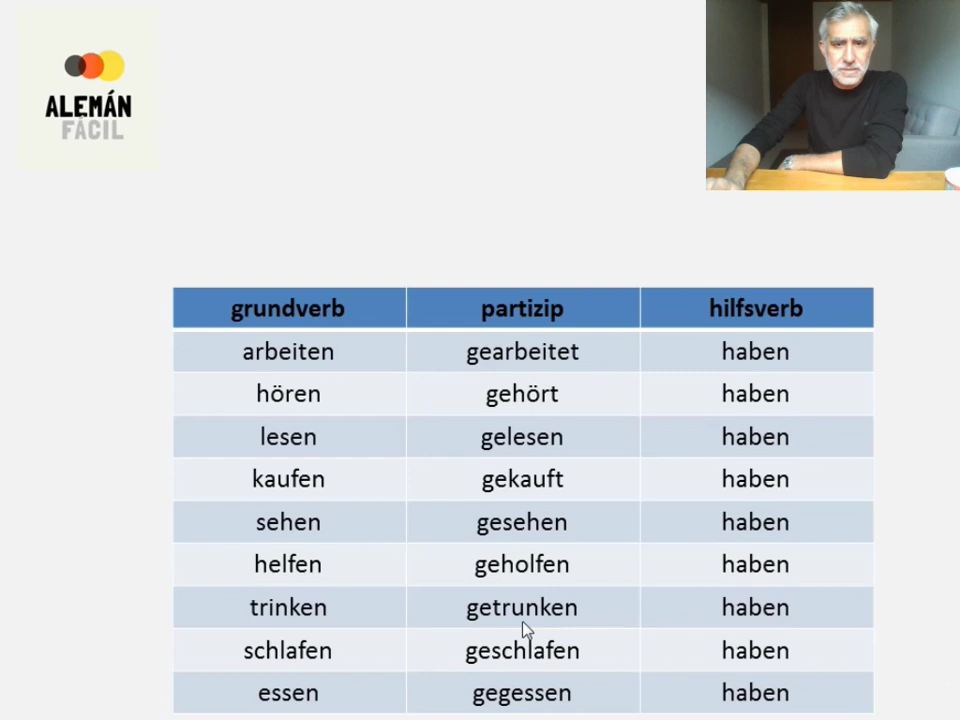 ALEMÁN
FÁCIL
grundverb partizip hilfsverb
arbeiten gearbeitet haben
hören gehört haben
lesen gelesen haben
kaufen gekauft haben
sehen gesehen haben
helfen geholfen haben
trinken getrunken haben
schlafen geschlafen haben
essen gegessen haben